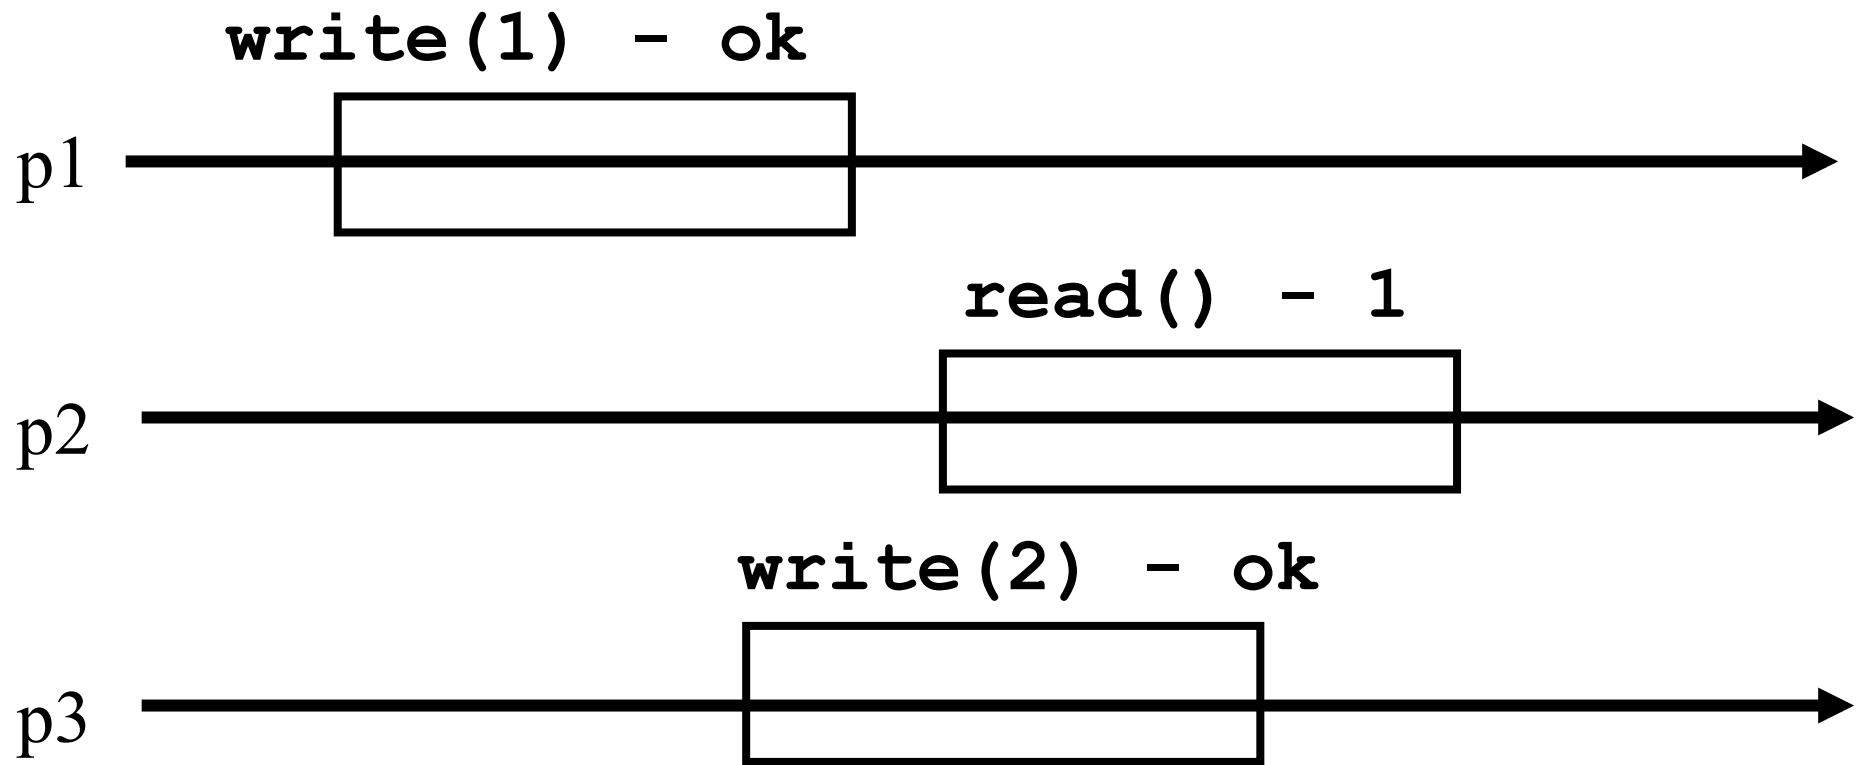 write(1) - ok
p1
read() - 1
p2
write(2) - ok
p3